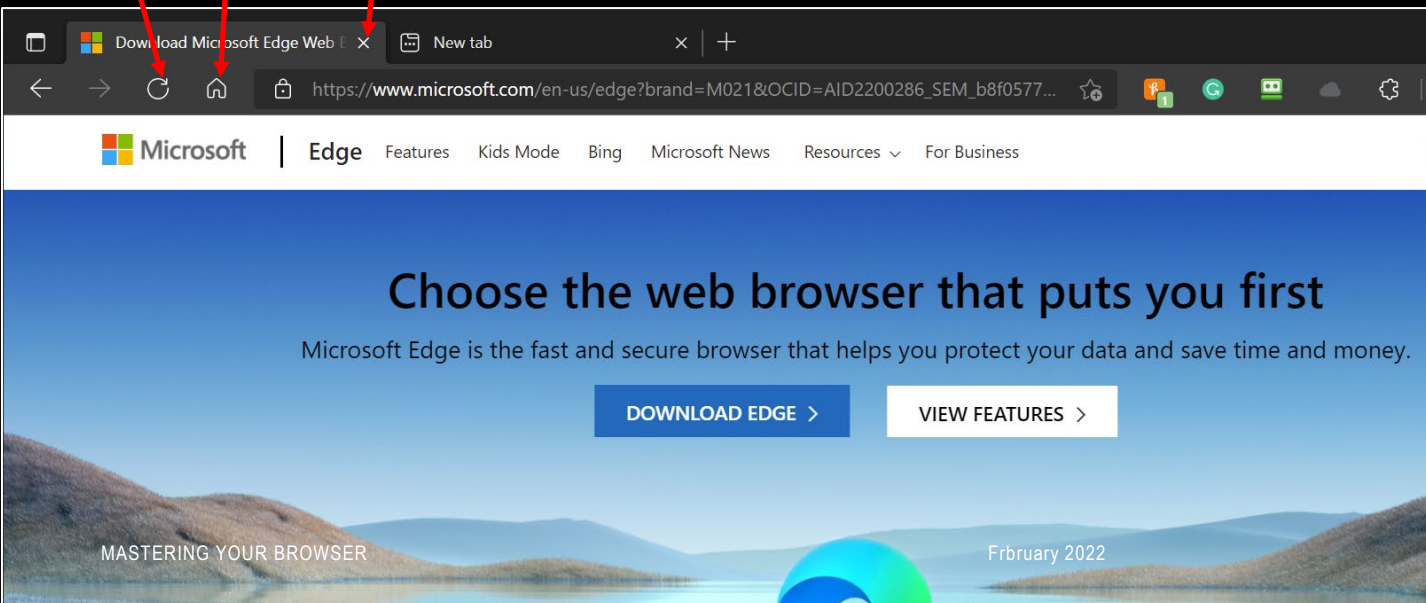 Download Microsoft Edge Web E
New tab
https://www.microsoft.com/en-us/edge?brand=M021&OCID=AID2200286_SEM_b8f0577...
1
G
Microsoft
Edge Features Kids Mode Bing Microsoft News Resources For Business
Choose the web browser that puts you first
Microsoft Edge is the fast and secure browser that helps you protect your data and save time and money.
DOWNLOAD EDGE >
VIEW FEATURES >
MASTERING YOUR BROWSER
Frbruary 2022